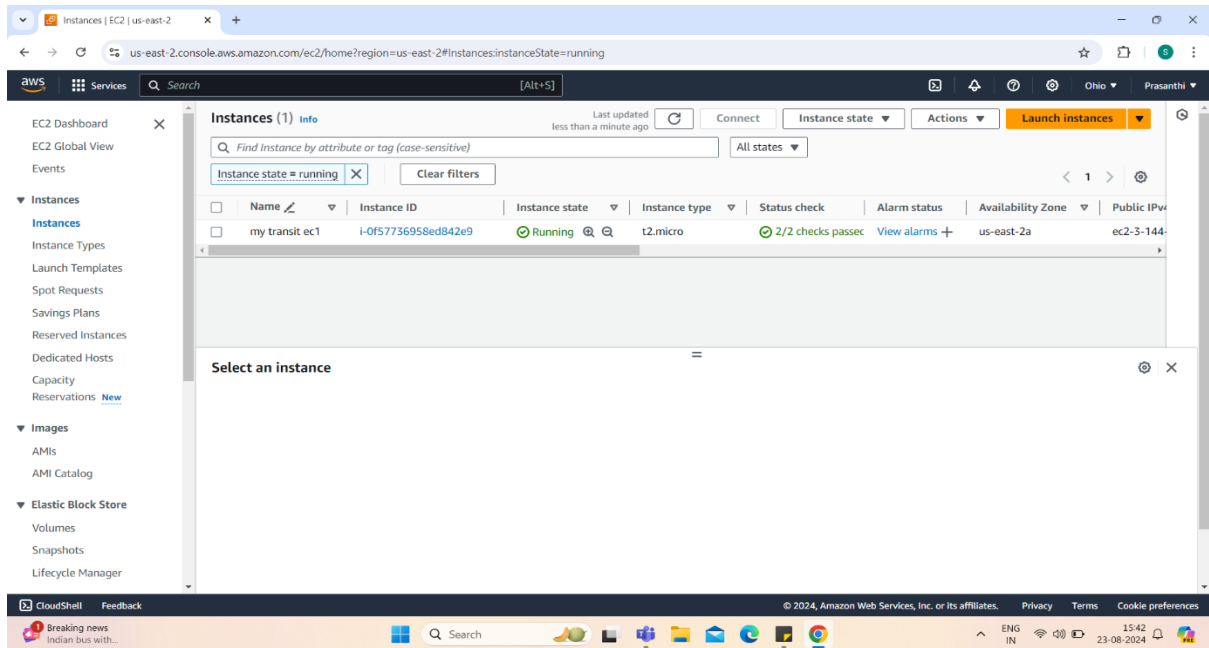 Instances | EC2 | us-east-2
us-east-2.console.aws.amazon.com/ec2/home?region=us-east-2#Instances:instanceState=running
S
aws Services Search [Alt+S] Ohio Prasanthi
EC2 Dashboard
EC2 Global View
Events
Instances
Instances
Instance Types
Launch Templates
Spot Requests
Savings Plans
Reserved Instances
Dedicated Hosts
Capacity
Reservations New
Images
AMIs
AMI Catalog
Elastic Block Store
Volumes
Snapshots
Lifecycle Manager
Instances (1) Info
Last updated
less than a minute ago
Connect Instance state Actions Launch instances
Find Instance by attribute or tag (case-sensitive) All states
Instance state = running Clear filters
1
Name Instance ID Instance state Instance type Status check Alarm status Availability Zone Public IPv4
my transit ec1 i-0f57736958ed842e9 Running t2.micro 2/2 checks passec View alarms + us-east-2a ec2-3-144-
Select an instance
CloudShell Feedback © 2024, Amazon Web Services, Inc. or its affiliates. Privacy Terms Cookie preferences
1
Breaking news
Indian bus with...
Search
ENG
IN
15:42
23-08-2024
PRE